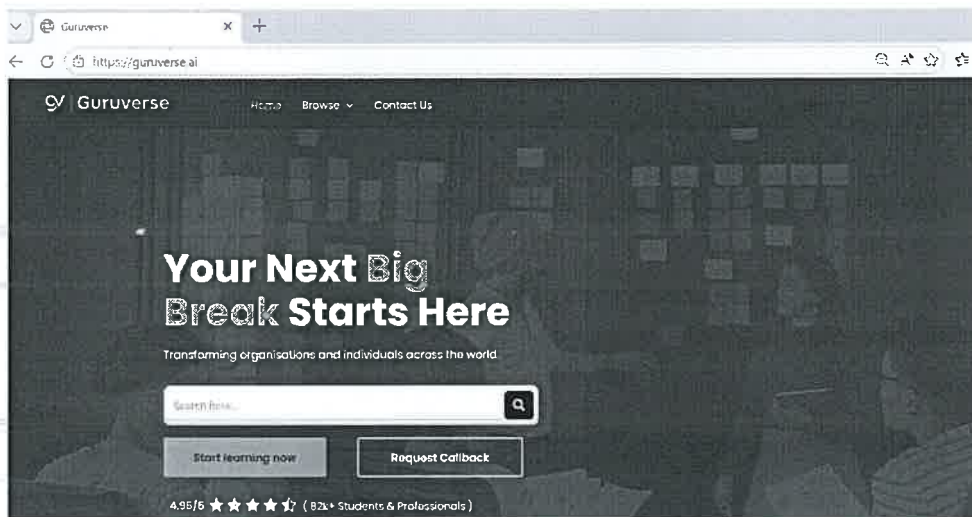 Guruverse
https://guruverse.ai
Guruverse
Home Browse Contact Us
Your Next Big
Break Starts Here
Transforming organisations and individuals across the world
Search here...
Start learning now Request Callback
4.95/5 (82k+ Students & Professionals)